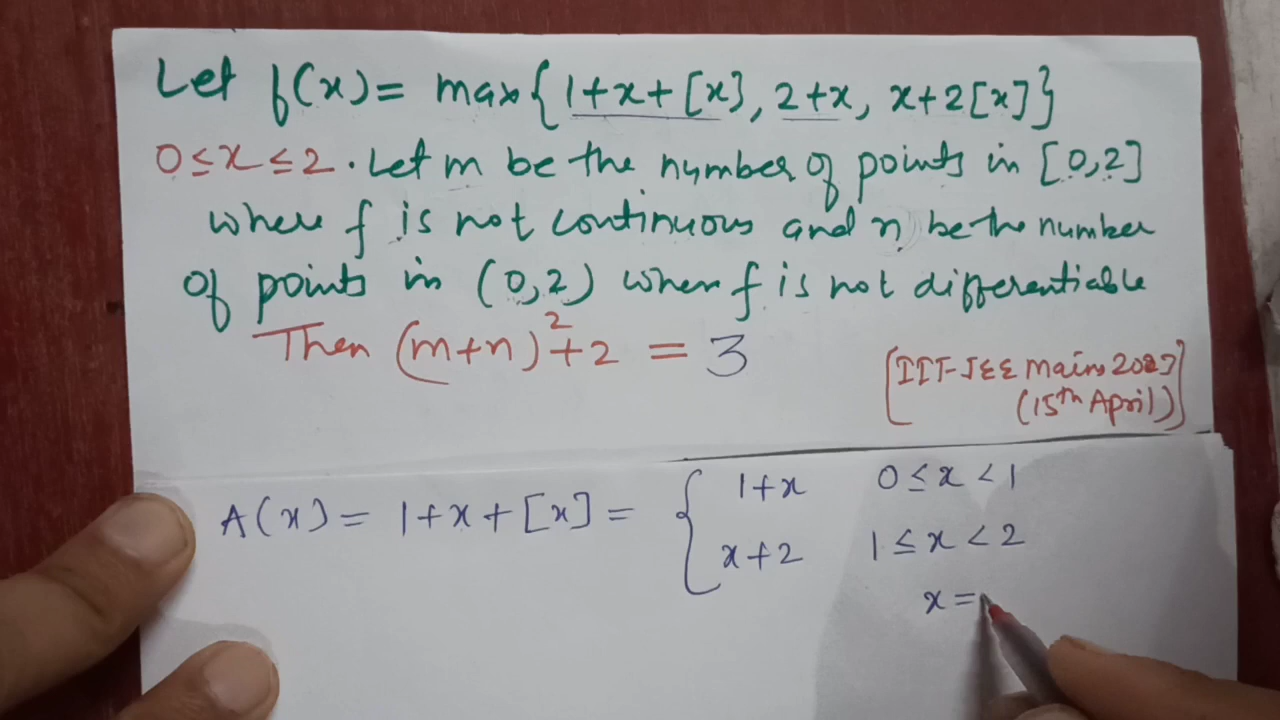 Let f(x) = max{1+x+[x], 2+x, x+2[x]}
0≤x≤2. Let m be the number of points in [0,2]
where f is not continuous and n be the number
of points in (0,2) when f is not differentiable
Then (m+n)²+2 = 3
[IIT-JEE Mains 2023
(15th April)]
A(x) = 1+x+[x] = { 1+x 0≤x<1
x+2 1≤x<2
x=